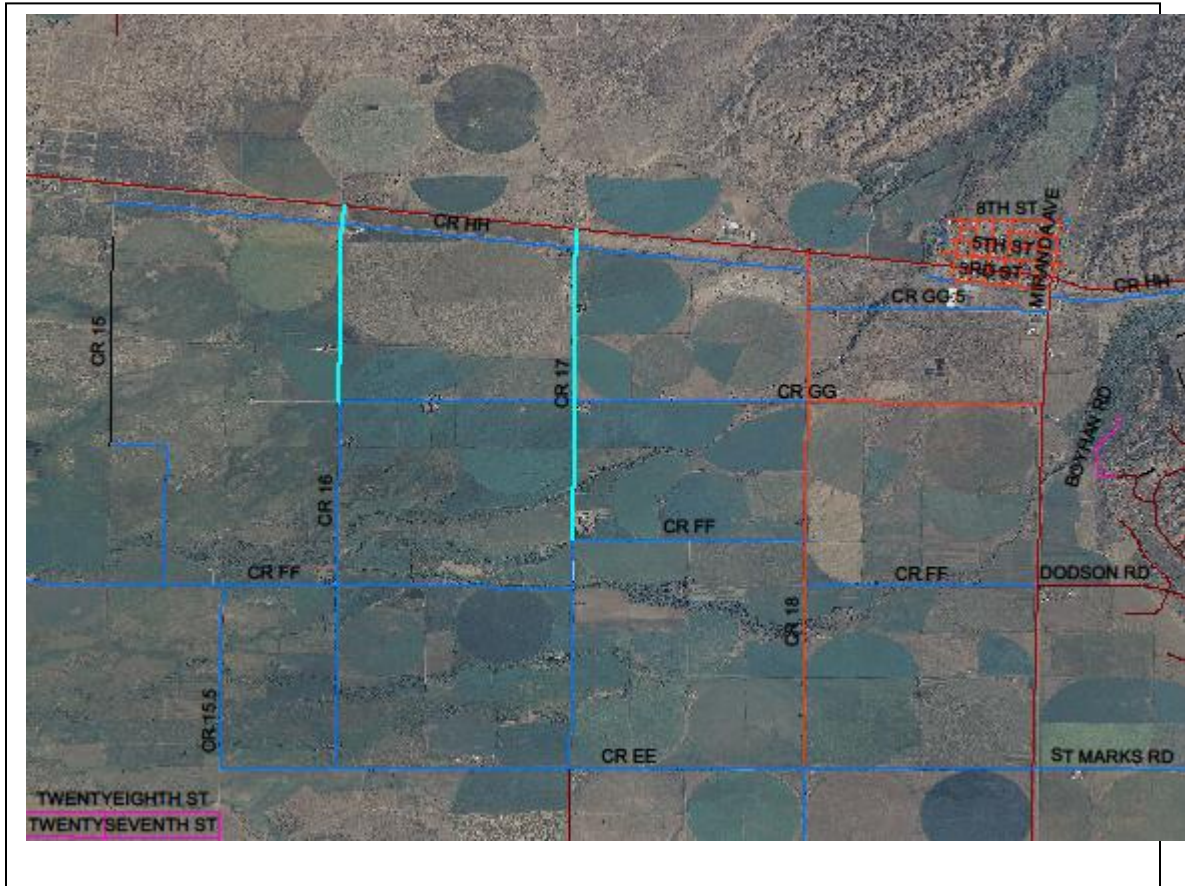 8TH ST
CR HH
5TH ST
MIRANDA AVE
3RD ST
CR HH
CR GG 5
CR 15
CR 17
CR GG
BOYHAN RD
CR 16
CR FF
CR FF
CR FF
DODSON RD
CR 18
CR 15.5
CR EE
ST MARKS RD
TWENTYEIGHTH ST
TWENTYSEVENTH ST